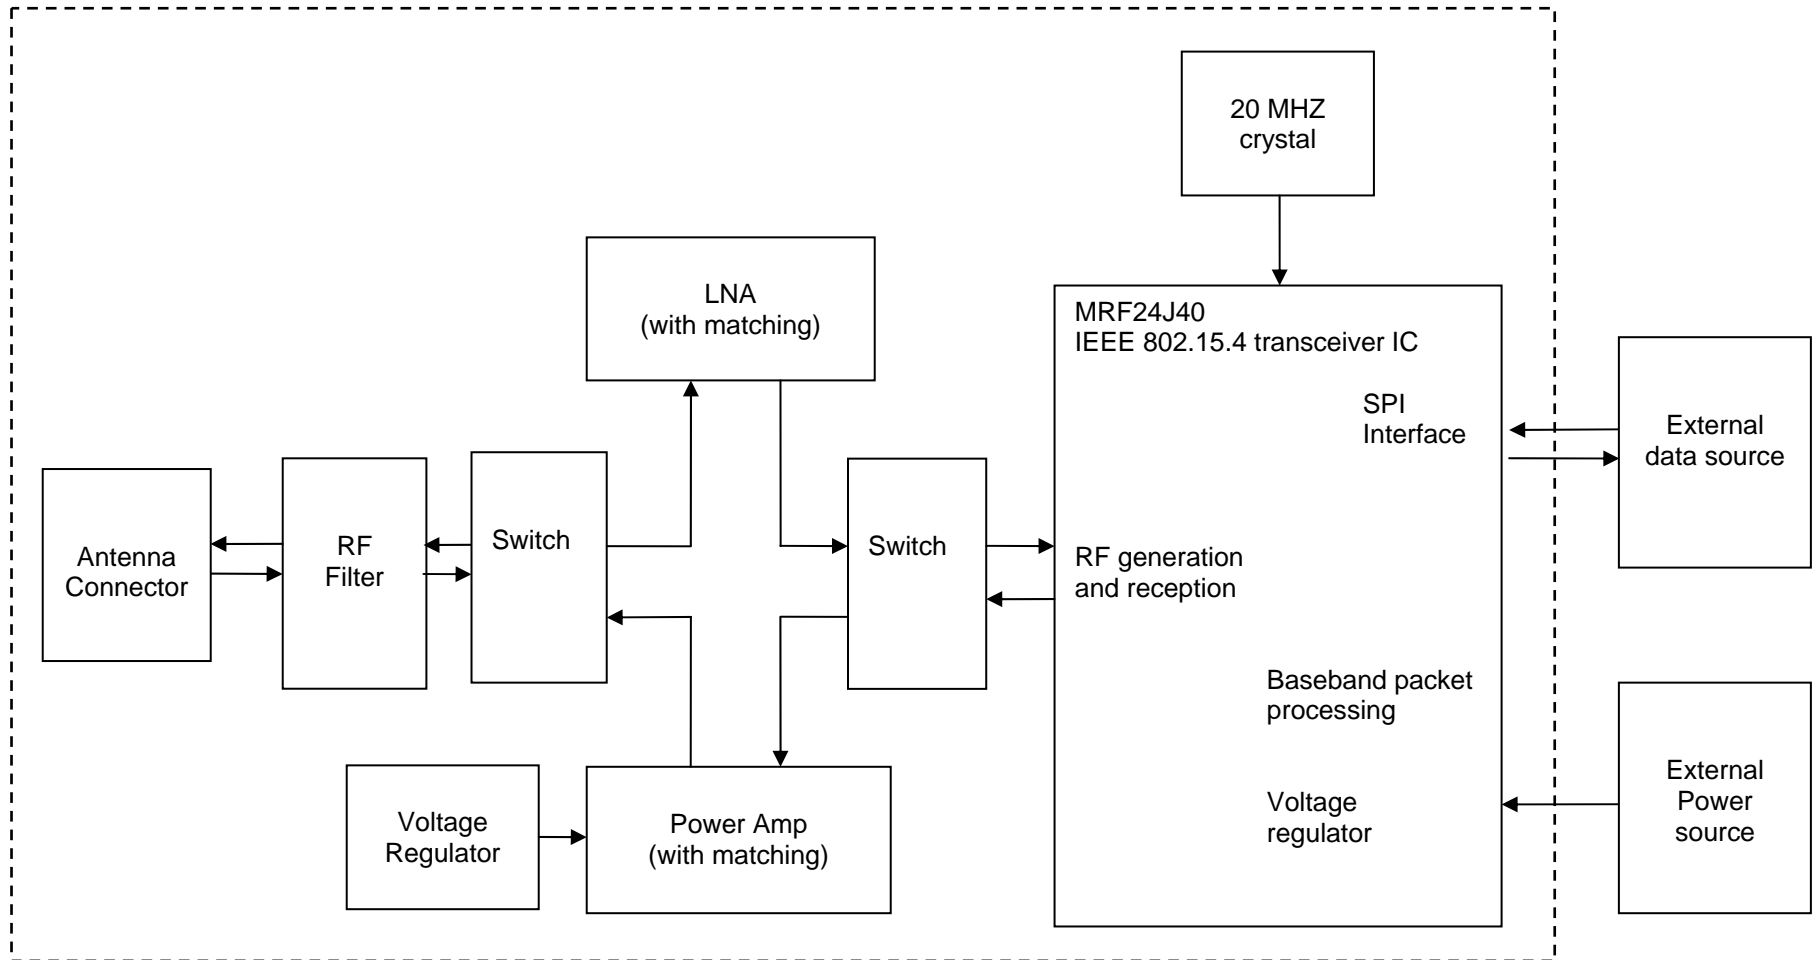 20 MHZ
crystal
LNA
(with matching)
MRF24J40
IEEE 802.15.4 transceiver IC
SPI
Interface
External
data source
Antenna
Connector
RF
Filter
Switch
Switch
RF generation
and reception
Baseband packet
processing
Voltage
regulator
External
Power
source
Voltage
Regulator
Power Amp
(with matching)